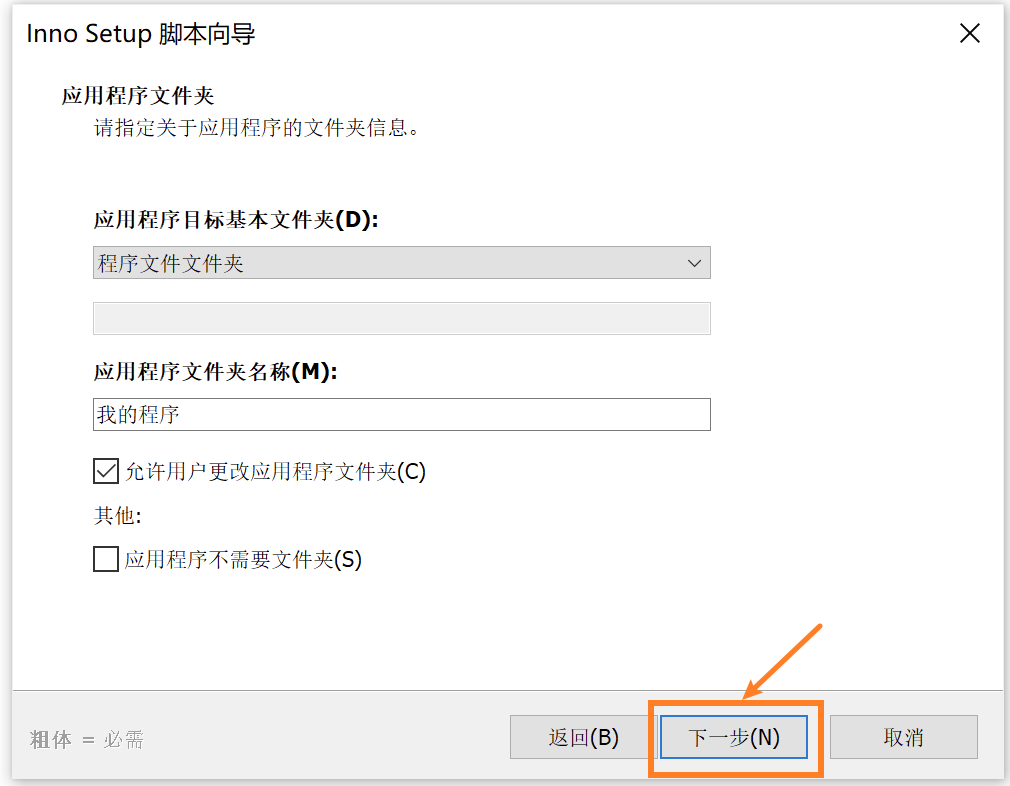 Inno Setup 脚本向导
应用程序文件夹
请指定关于应用程序的文件夹信息。
应用程序目标基本文件夹(D):
程序文件文件夹
应用程序文件夹名称(M):
我的程序
允许用户更改应用程序文件夹(C)
其他:
应用程序不需要文件夹(S)
粗体 = 必需 返回(B) 下一步(N) 取消